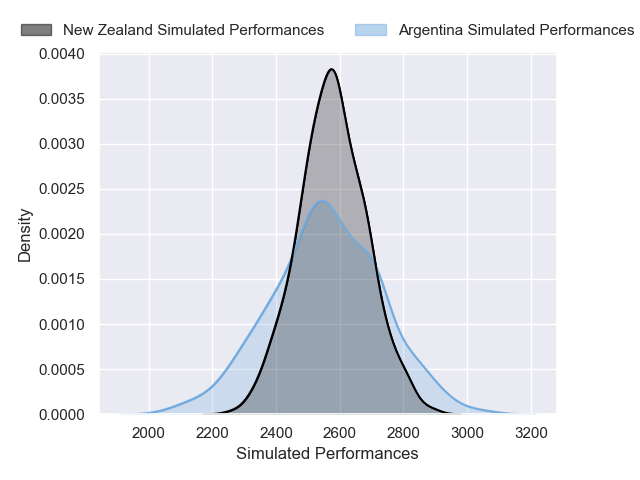 New Zealand Simulated Performances
Argentina Simulated Performances
0.0040
0.0035
0.0030
0.0025
0.0020
0.0015
0.0010
0.0005
0.0000
Density
2000 2200 2400 2600 2800 3000 3200
Simulated Performances